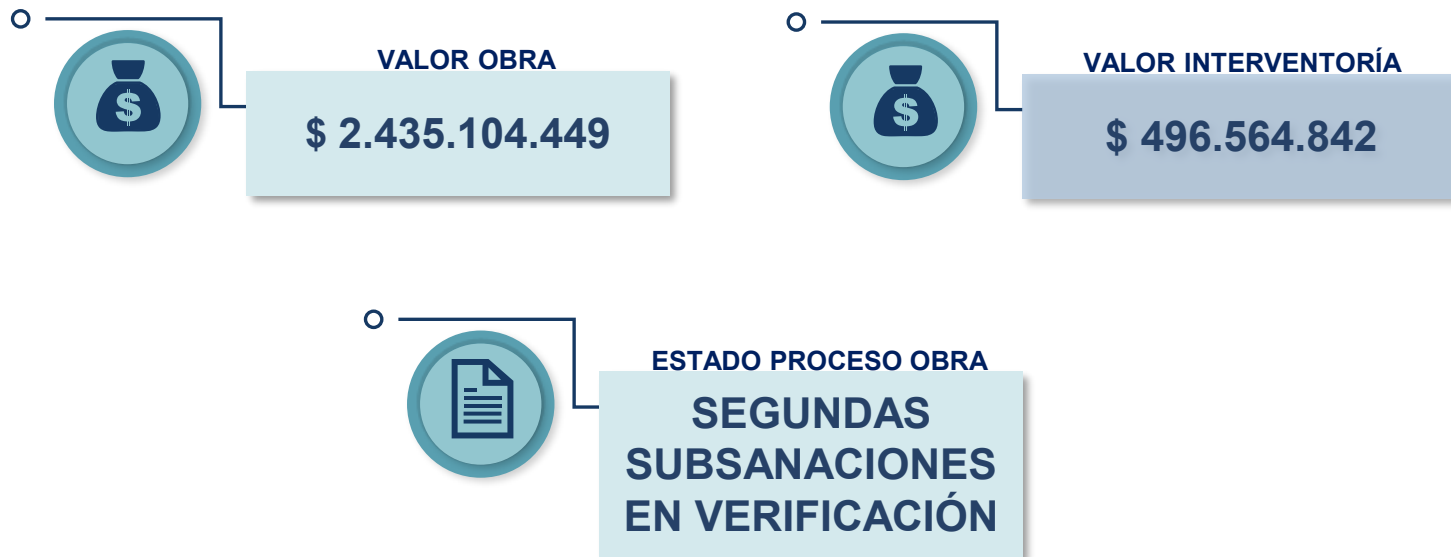 VALOR OBRA
$ 2.435.104.449
VALOR INTERVENTORÍA
$ 496.564.842
ESTADO PROCESO OBRA
SEGUNDAS
SUBSANACIONES
EN VERIFICACIÓN